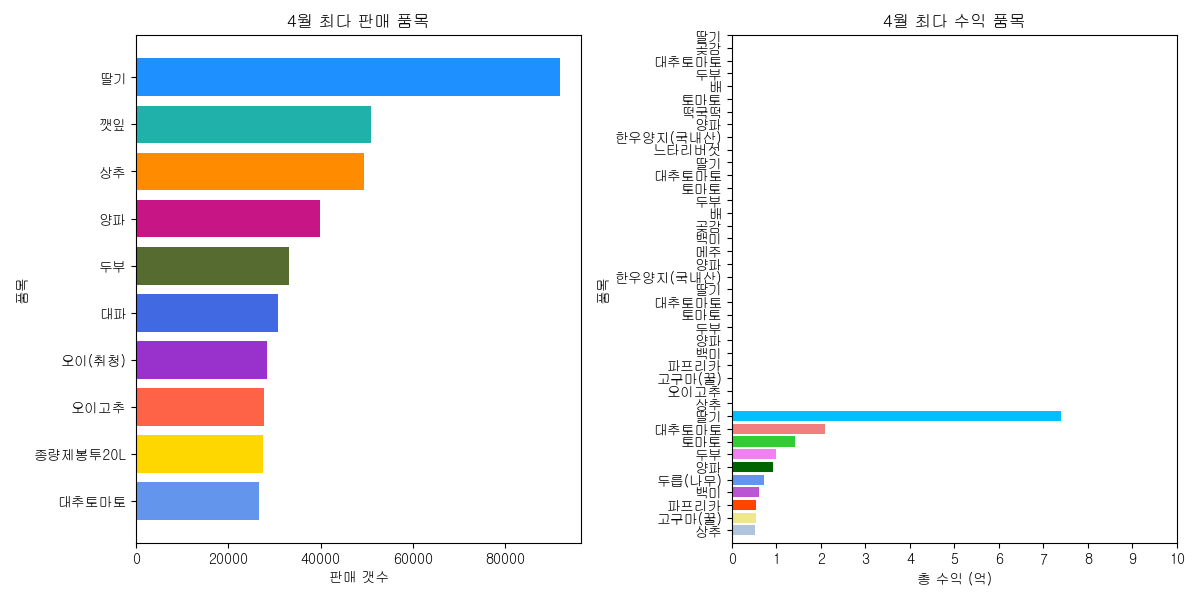 4월 최다 판매 품목
품목
딸기
깻잎
상추
양파
두부
대파
오이(취청)
오이고추
종량제봉투20L
대추토마토
0 20000 40000 60000 80000
판매 갯수
4월 최다 수익 품목
품목
딸기
곶감
대추토마토
두부
배
토마토
떡국떡
양파
한우양지(국내산)
느타리버섯
딸기
대추토마토
토마토
두부
배
곶감
백미
메주
양파
한우양지(국내산)
딸기
대추토마토
토마토
두부
양파
백미
파프리카
고구마(꿀)
오이고추
상추
딸기
대추토마토
토마토
두부
양파
두릅(나무)
백미
파프리카
고구마(꿀)
상추
0 1 2 3 4 5 6 7 8 9 10
총 수익 (억)